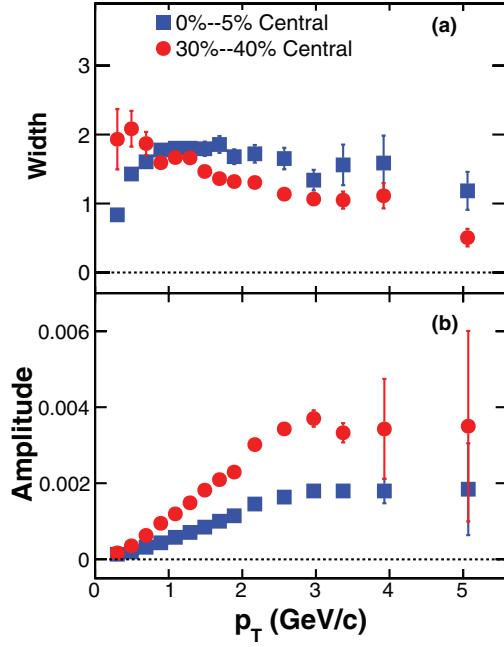 0%--5% Central
(a)
30%--40% Central
3
2
1
0
Width
(b)
0.006
0.004
0.002
0
Amplitude
0 1 2 3 4 5
p_T (GeV/c)